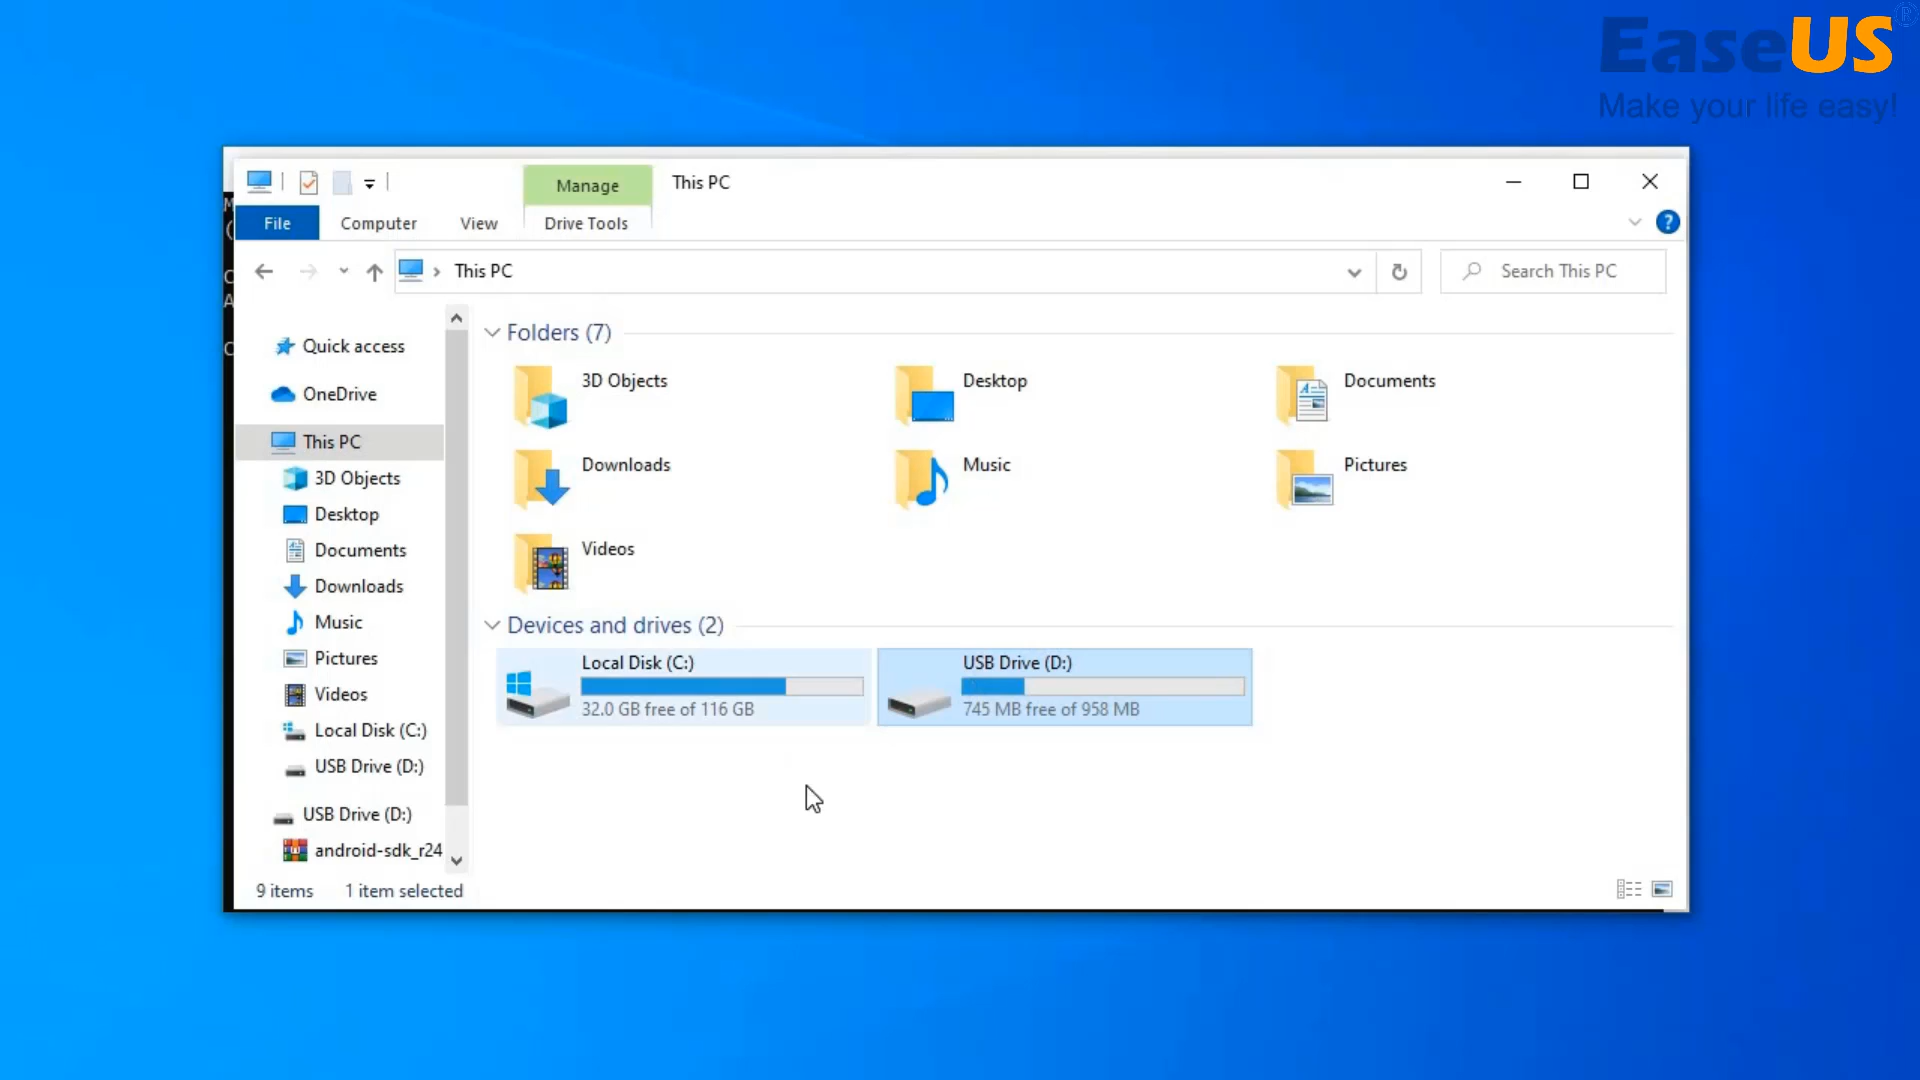 EaseUS®
Make your life easy!
Manage
This PC
File
Computer
View
Drive Tools
?
This PC
Search This PC
Quick access
OneDrive
This PC
3D Objects
Desktop
Documents
Downloads
Music
Pictures
Videos
Local Disk (C:)
USB Drive (D:)
USB Drive (D:)
android-sdk_r24
Folders (7)
3D Objects
Desktop
Documents
Downloads
Music
Pictures
Videos
Devices and drives (2)
Local Disk (C:)
32.0 GB free of 116 GB
USB Drive (D:)
745 MB free of 958 MB
9 items
1 item selected